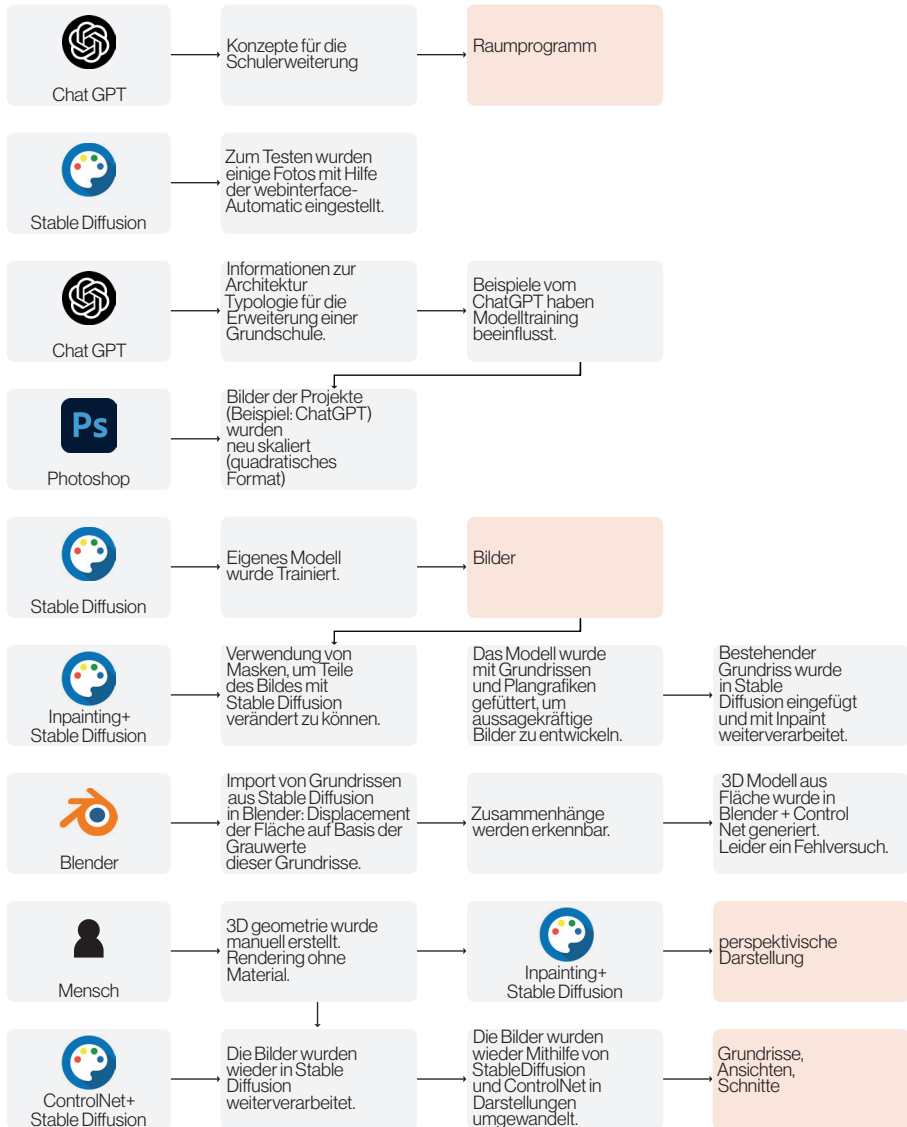 Chat GPT
Konzepte für die
Schulerweiterung
Raumprogramm
Stable Diffusion
Zum Testen wurden
einige Fotos mit Hilfe
der webinterface-
Automatic eingestellt.
Chat GPT
Informationen zur
Architektur
Typologie für die
Erweiterung einer
Grundschule.
Beispiele vom
ChatGPT haben
Modelltraining
beeinflusst.
Ps
Photoshop
Bilder der Projekte
(Beispiel: ChatGPT)
wurden
neu skaliert
(quadratisches
Format)
Stable Diffusion
Eigenes Modell
wurde Trainiert.
Bilder
Inpainting+
Stable Diffusion
Verwendung von
Masken, um Teile
des Bildes mit
Stable Diffusion
verändert zu können.
Das Modell wurde
mit Grundrissen
und Plangrafiken
gefüttert, um
aussagekräftige
Bilder zu entwickeln.
Bestehender
Grundriss wurde
in Stable
Diffusion eingefügt
und mit Inpaint
weiterverarbeitet.
Blender
Import von Grundrissen
aus Stable Diffusion
in Blender: Displacement
der Fläche auf Basis der
Grauwerte
dieser Grundrisse.
Zusammenhänge
werden erkennbar.
3D Modell aus
Fläche wurde in
Blender + Control
Net generiert.
Leider ein Fehlversuch.
Mensch
3D geometrie wurde
manuell erstellt.
Rendering ohne
Material.
Inpainting+
Stable Diffusion
perspektivische
Darstellung
ControlNet+
Stable Diffusion
Die Bilder wurden
wieder in Stable
Diffusion
weiterverarbeitet.
Die Bilder wurden
wieder Mithilfe von
StableDiffusion
und ControlNet in
Darstellungen
umgewandelt.
Grundrisse,
Ansichten,
Schnitte